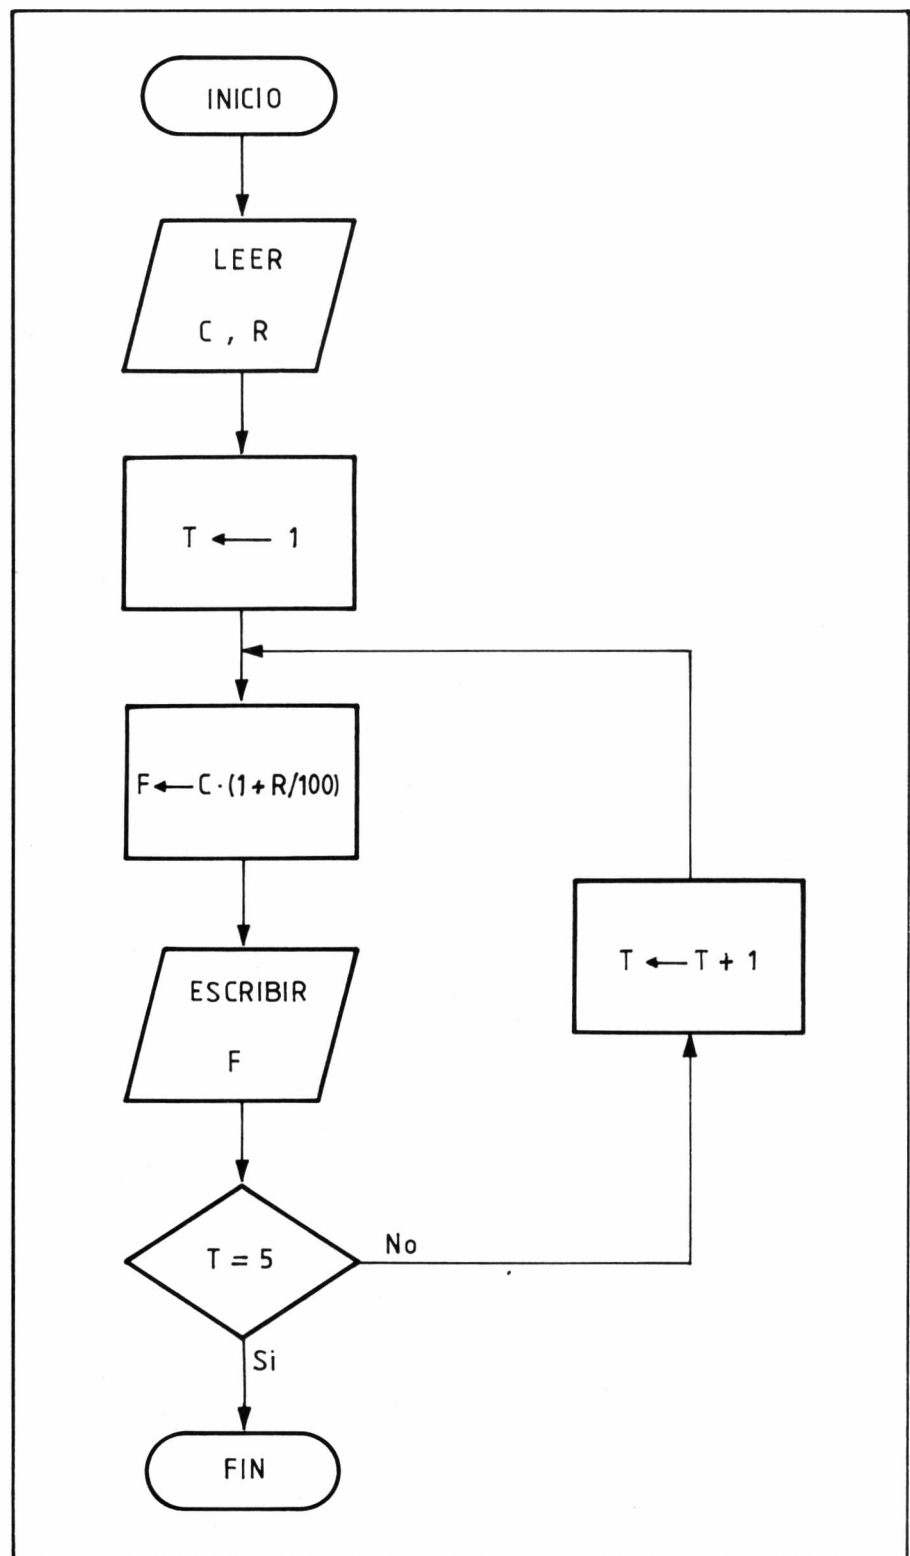 INICIO
LEER
C , R
T ← 1
F ← C · (1 + R/100)
ESCRIBIR
F
T ← T + 1
T = 5
No
Si
FIN